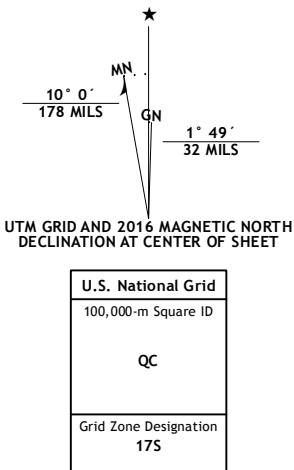 ★
MN
GN
10° 0´
178 MILS
1° 49´
32 MILS
UTM GRID AND 2016 MAGNETIC NORTH
DECLINATION AT CENTER OF SHEET
U.S. National Grid
100,000-m Square ID
QC
Grid Zone Designation
17S